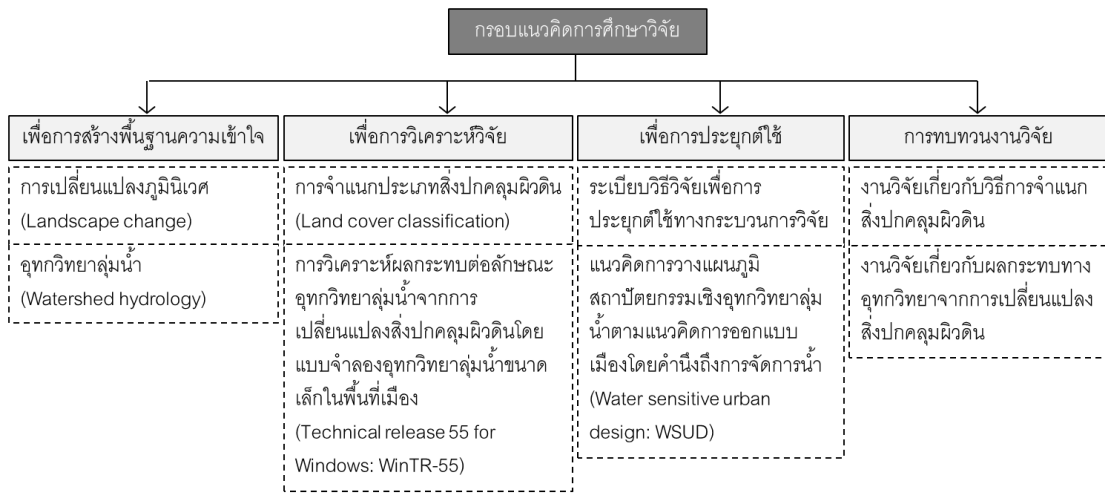 กรอบแนวคิดการศึกษาวิจัย
เพื่อการสร้างพื้นฐานความเข้าใจ
การเปลี่ยนแปลงภูมินิเวศ
(Landscape change)
อุทกวิทยาลุ่มน้ำ
(Watershed hydrology)
เพื่อการวิเคราะห์วิจัย
การจำแนกประเภทสิ่งปกคลุมผิวดิน
(Land cover classification)
การวิเคราะห์ผลกระทบต่อลักษณะ
อุทกวิทยาลุ่มน้ำจากการ
เปลี่ยนแปลงสิ่งปกคลุมผิวดินโดย
แบบจำลองอุทกวิทยาลุ่มน้ำขนาด
เล็กในพื้นที่เมือง
(Technical release 55 for
Windows: WinTR-55)
เพื่อการประยุกต์ใช้
ระเบียบวิธีวิจัยเพื่อการ
ประยุกต์ใช้ทางกระบวนการวิจัย
แนวคิดการวางแผนภูมิ
สถาปัตยกรรมเชิงอุทกวิทยาลุ่ม
น้ำตามแนวคิดการออกแบบ
เมืองโดยคำนึงถึงการจัดการน้ำ
(Water sensitive urban
design: WSUD)
การทบทวนงานวิจัย
งานวิจัยเกี่ยวกับวิธีการจำแนก
สิ่งปกคลุมผิวดิน
งานวิจัยเกี่ยวกับผลกระทบทาง
อุทกวิทยาจากการเปลี่ยนแปลง
สิ่งปกคลุมผิวดิน